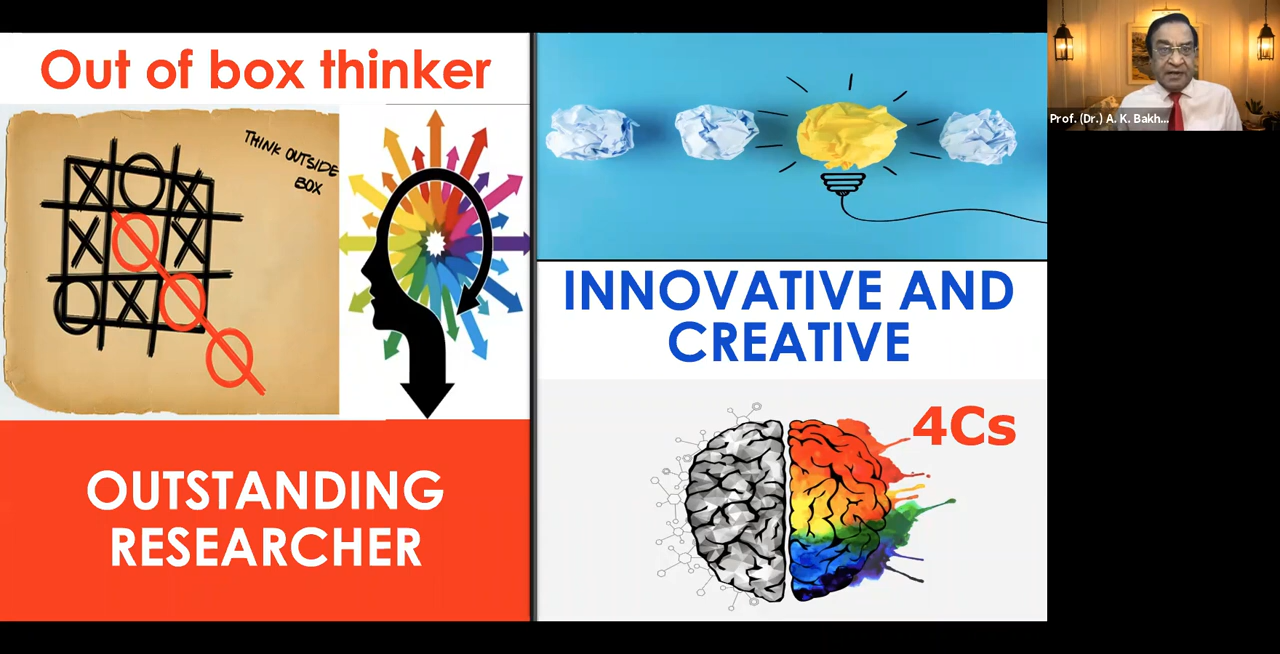 Out of box thinker
THINK OUTSIDE
BOX
OUTSTANDING
RESEARCHER
INNOVATIVE AND
CREATIVE
4Cs
Prof. (Dr.) A. K. Bakh...